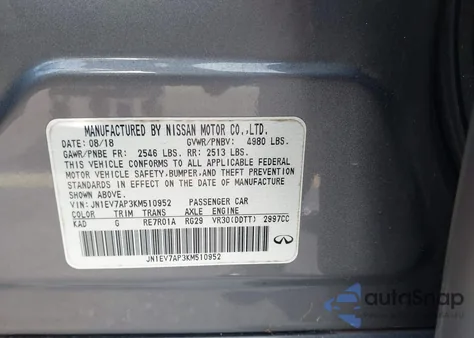 MANUFACTURED BY NISSAN MOTOR CO.,LTD.
DATE: 08/18 GVWR/PNBV: 4980 LBS.
GAWR/PNBE FR: 2546 LBS. RR: 2513 LBS.
THIS VEHICLE CONFORMS TO ALL APPLICABLE FEDERAL
MOTOR VEHICLE SAFETY,BUMPER,AND THEFT PREVENTION
STANDARDS IN EFFECT ON THE DATE OF MANUFACTURE
SHOWN ABOVE.
VIN: JN1EV7AP3KM510952 PASSENGER CAR
COLOR TRIM TRANS AXLE ENGINE
KAD G RE7R01A RG29 VR30(DDTT) 2997CC
JN1EV7AP3KM510952
autoSnap